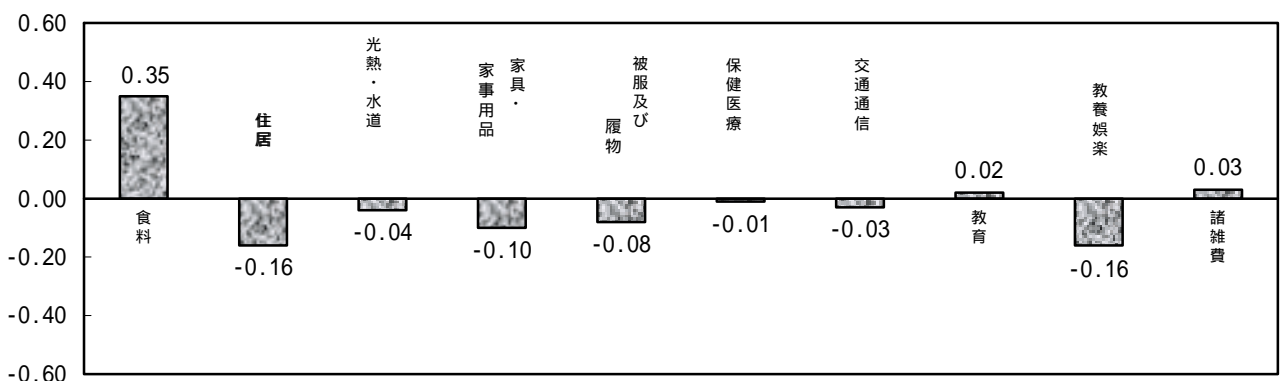 0.60
0.40
0.20
0.00
-0.20
-0.40
-0.60
0.35
食料
住居
-0.16
光熱・水道
-0.04
家具・
家事用品
-0.10
被服及び
履物
-0.08
保健医療
-0.01
交通通信
-0.03
0.02
教育
教養娯楽
-0.16
0.03
諸雑費